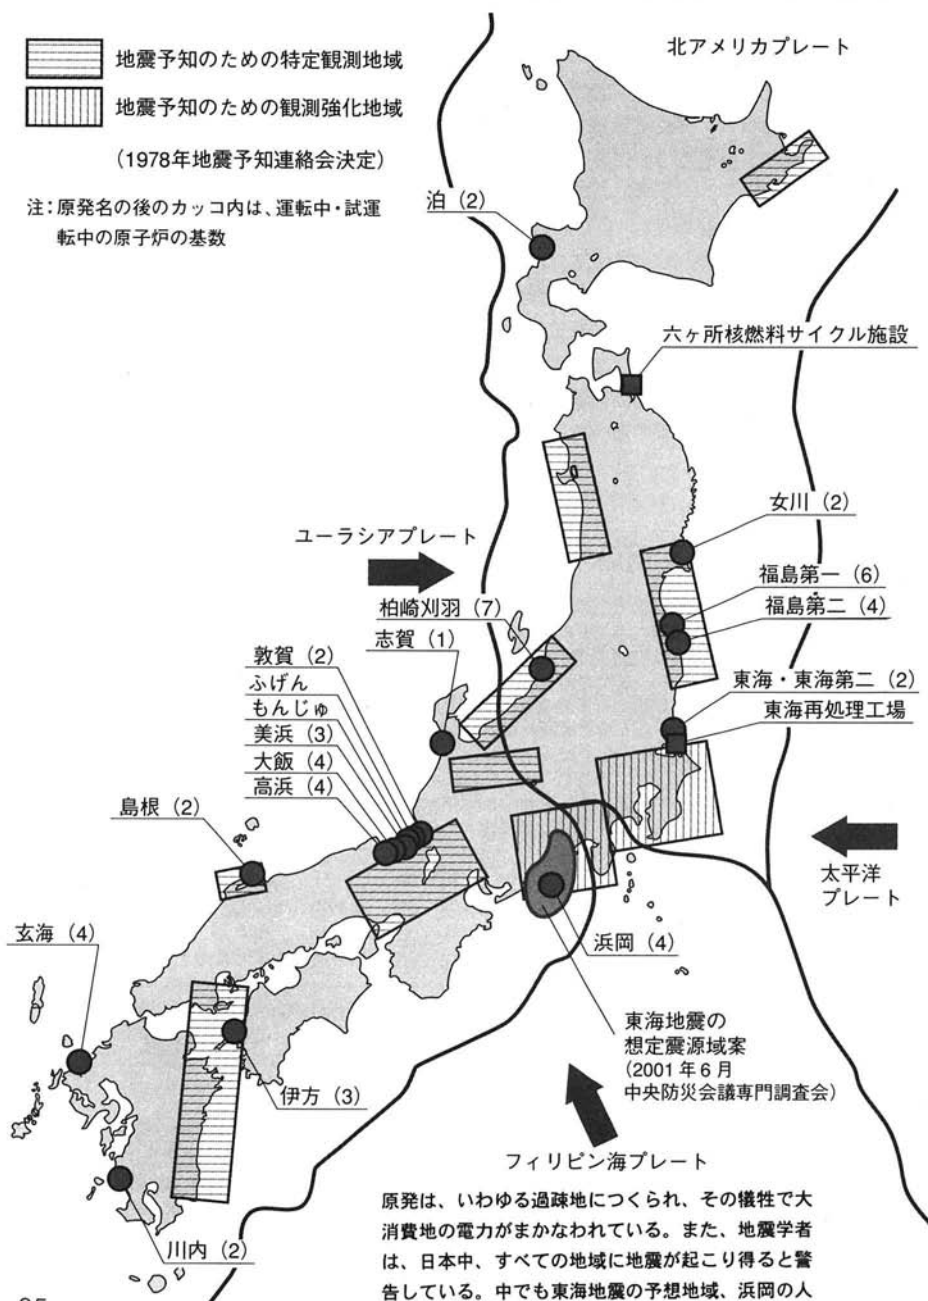 地震予知のための特定観測地域
地震予知のための観測強化地域
(1978年地震予知連絡会決定)
注:原発名の後のカッコ内は、運転中・試運
転中の原子炉の基数
北アメリカプレート
泊(2)
六ヶ所核燃料サイクル施設
女川(2)
ユーラシアプレート
福島第一(6)
柏崎刈羽(7)
福島第二(4)
志賀(1)
敦賀(2)
ふげん
もんじゅ
美浜(3)
大飯(4)
高浜(4)
東海・東海第二(2)
東海再処理工場
島根(2)
太平洋
プレート
玄海(4)
浜岡(4)
東海地震の
想定震源域案
(2001年6月
中央防災会議専門調査会)
伊方(3)
フィリピン海プレート
川内(2)
原発は、いわゆる過疎地につくられ、その犠牲で大
消費地の電力がまかなわれている。また、地震学者
は、日本中、すべての地域に地震が起こり得ると警
告している。中でも東海地震の予想地域、浜岡の人